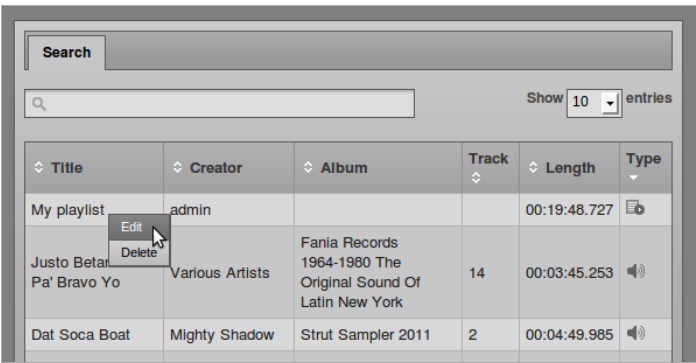 Search
Show 10 entries
Title Creator Album Track Length Type
My playlist admin 00:19:48.727
Edit
Delete
Fania Records
1964-1980 The
Original Sound Of
Latin New York
Justo
Pa' Bravo Yo
Various Artists 14 00:03:45.253
Dat Soca Boat Mighty Shadow Strut Sampler 2011 2 00:04:49.985